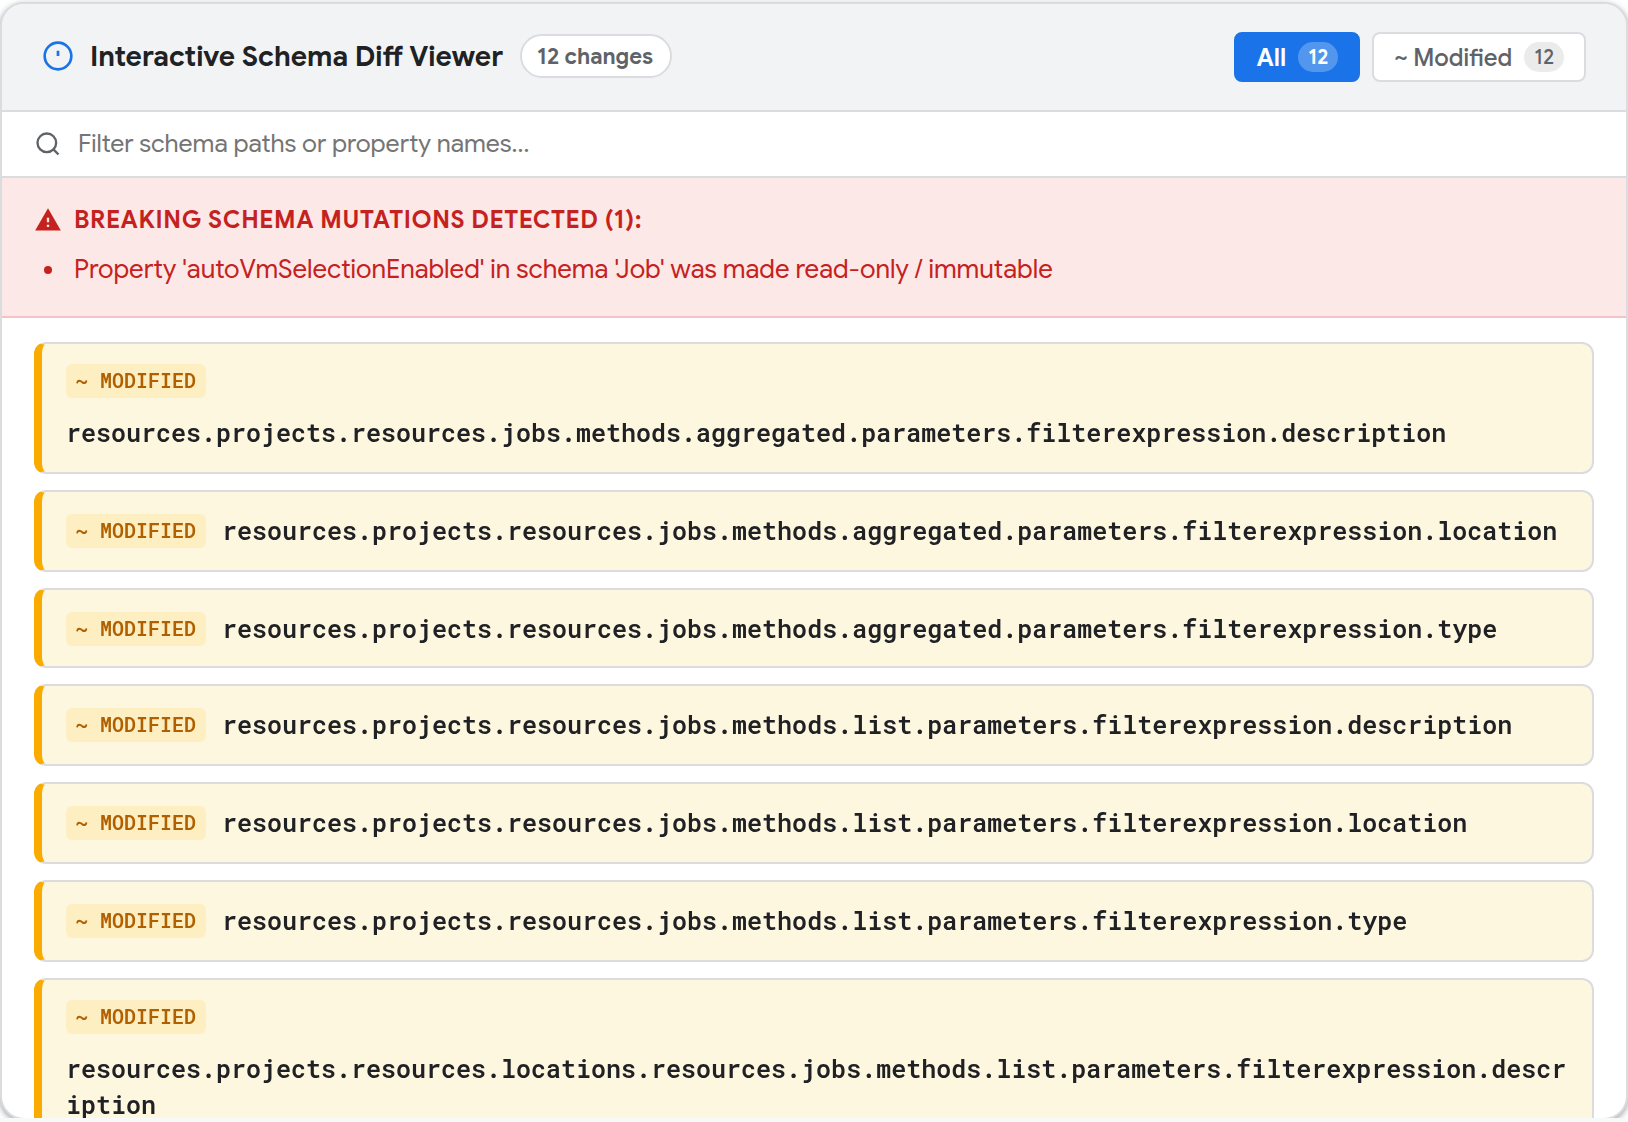 Interactive Schema Diff Viewer 12 changes All 12 ~ Modified 12
Filter schema paths or property names...
BREAKING SCHEMA MUTATIONS DETECTED (1):
• Property 'autoVmSelectionEnabled' in schema 'Job' was made read-only / immutable
~ MODIFIED
resources.projects.resources.jobs.methods.aggregated.parameters.filterexpression.description
~ MODIFIED resources.projects.resources.jobs.methods.aggregated.parameters.filterexpression.location
~ MODIFIED resources.projects.resources.jobs.methods.aggregated.parameters.filterexpression.type
~ MODIFIED resources.projects.resources.jobs.methods.list.parameters.filterexpression.description
~ MODIFIED resources.projects.resources.jobs.methods.list.parameters.filterexpression.location
~ MODIFIED resources.projects.resources.jobs.methods.list.parameters.filterexpression.type
~ MODIFIED
resources.projects.resources.locations.resources.jobs.methods.list.parameters.filterexpression.descr
iption